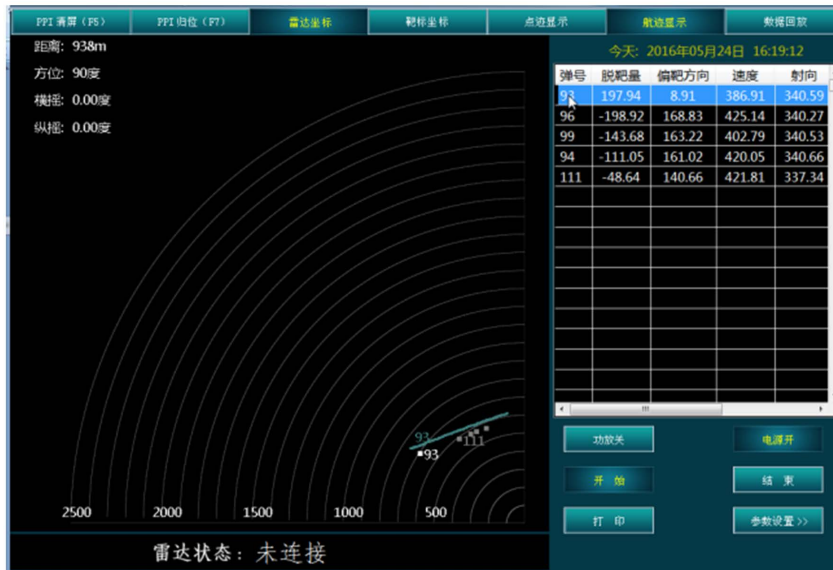 PPI 清屏（F5） PPI 归位（F7） 雷达坐标 靶标坐标 点迹显示 航迹显示 数据回放
距离: 938m
方位: 90度
横摇: 0.00度
纵摇: 0.00度
今天: 2016年05月24日 16:19:12
弹号 脱靶量 偏靶方向 速度 射向
93 197.94 8.91 386.91 340.59
96 -198.92 168.83 425.14 340.27
99 -143.68 163.22 402.79 340.53
94 -111.05 161.02 420.05 340.66
111 -48.64 140.66 421.81 337.34
93
111
93
2500 2000 1500 1000 500
功放关 电源开
开 始 结 束
打 印 参数设置>>
雷达状态: 未连接